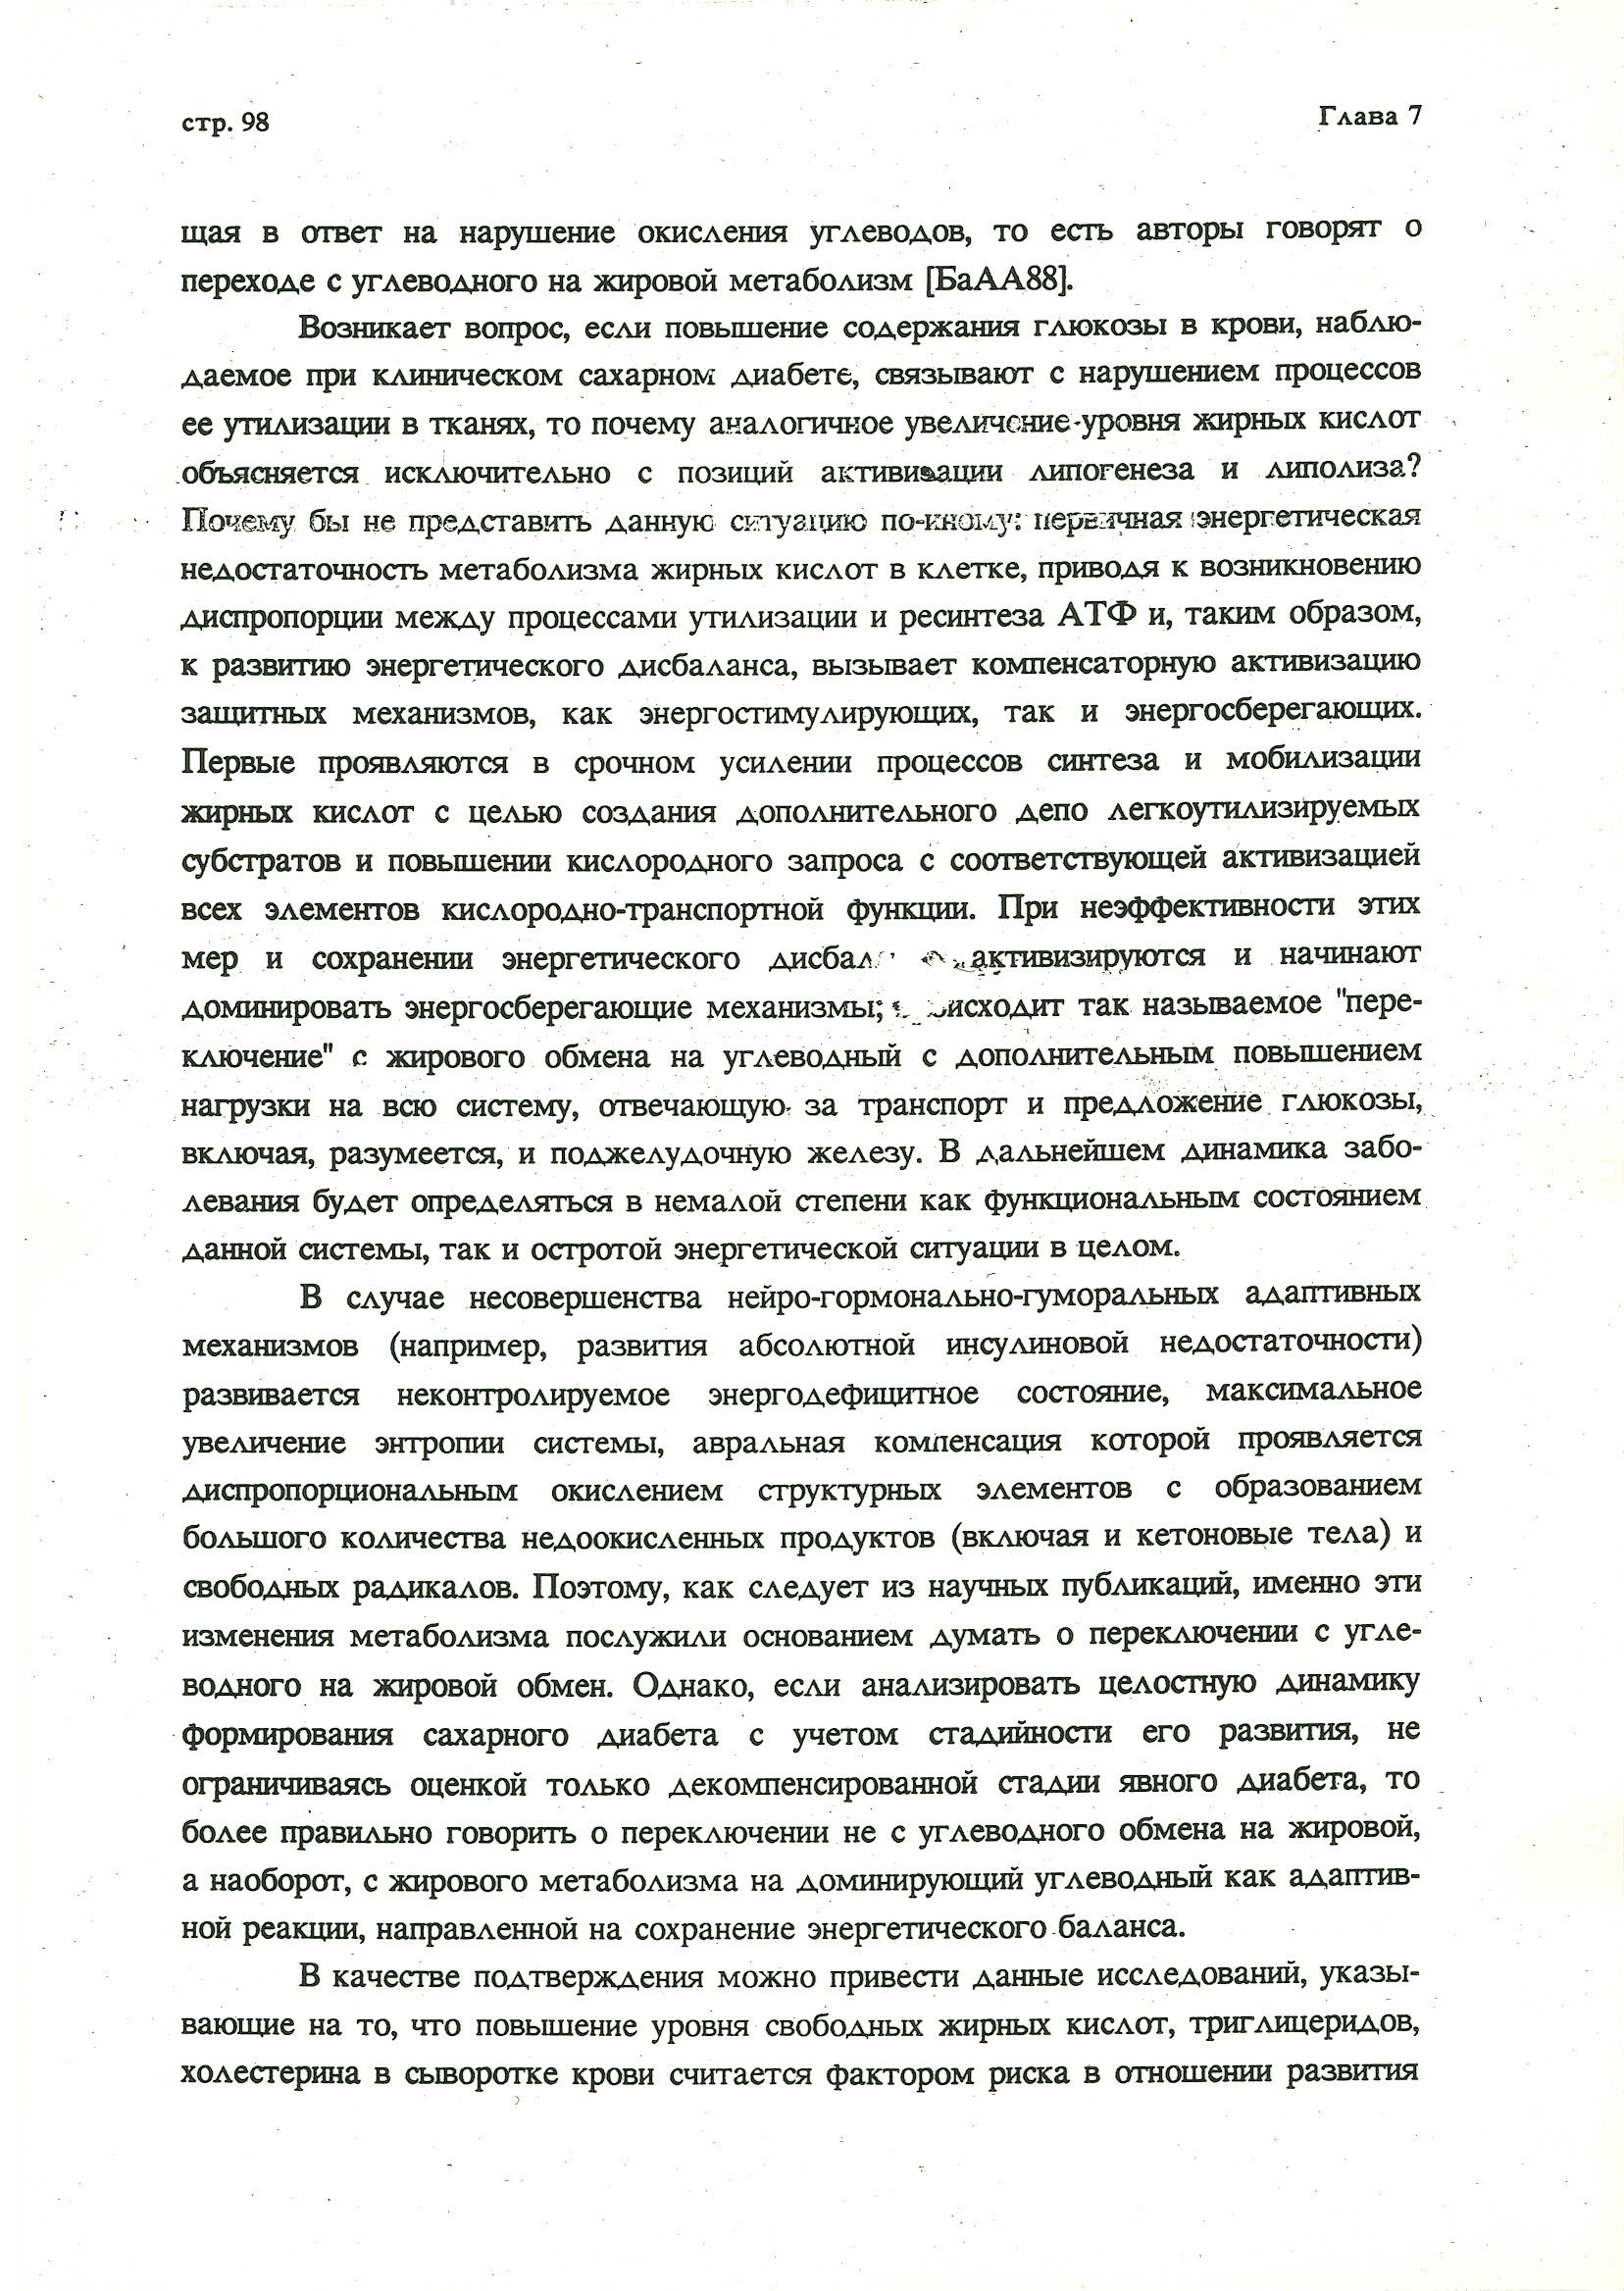 стр. 98
Глава 7
щая в ответ на нарушение окисления углеводов, то есть авторы говорят о
переходе с углеводного на жировой метаболизм [БаАА88].
Возникает вопрос, если повышение содержания глюкозы в крови, наблю-
даемое при клиническом сахарном диабете, связывают с нарушением процессов
ее утилизации в тканях, то почему аналогичное увеличение уровня жирных кислот
объясняется исключительно с позиций активизации липогенеза и липолиза?
Почему бы не представить данную ситуацию по-иному: первичная энергетическая
недостаточность метаболизма жирных кислот в клетке, приводя к возникновению
диспропорции между процессами утилизации и ресинтеза АТФ и, таким образом,
к развитию энергетического дисбаланса, вызывает компенсаторную активизацию
защитных механизмов, как энергостимулирующих, так и энергосберегающих.
Первые проявляются в срочном усилении процессов синтеза и мобилизации
жирных кислот с целью создания дополнительного депо легкоутилизируемых
субстратов и повышении кислородного запроса с соответствующей активизацией
всех элементов кислородно-транспортной функции. При неэффективности этих
мер и сохранении энергетического активизируются и начинают
доминировать энергосберегающие механизмы; так называемое "пере-
ключение" с жирового обмена на углеводный с дополнительным повышением
нагрузки на всю систему, отвечающую за транспорт и предложение глюкозы,
включая, разумеется, и поджелудочную железу. В дальнейшем динамика забо-
левания будет определяться в немалой степени как функциональным состоянием
данной системы, так и остротой энергетической ситуации в целом.
В случае несовершенства нейро-гормонально-гуморальных адаптивных
механизмов (например, развития абсолютной инсулиновой недостаточности)
развивается неконтролируемое энергодефицитное состояние, максимальное
увеличение энтропии системы, авральная компенсация которой проявляется
диспропорциональным окислением структурных элементов с образованием
большого количества недоокисленных продуктов (включая и кетоновые тела) и
свободных радикалов. Поэтому, как следует из научных публикаций, именно эти
изменения метаболизма послужили основанием думать о переключении с угле-
водного на жировой обмен. Однако, если анализировать целостную динамику
формирования сахарного диабета с учетом стадийности его развития, не
ограничиваясь оценкой только декомпенсированной стадии явного диабета, то
более правильно говорить о переключении не с углеводного обмена на жировой,
а наоборот, с жирового метаболизма на доминирующий углеводный как адаптив-
ной реакции, направленной на сохранение энергетического баланса.
В качестве подтверждения можно привести данные исследований, указы-
вающие на то, что повышение уровня свободных жирных кислот, триглицеридов,
холестерина в сыворотке крови считается фактором риска в отношении развития